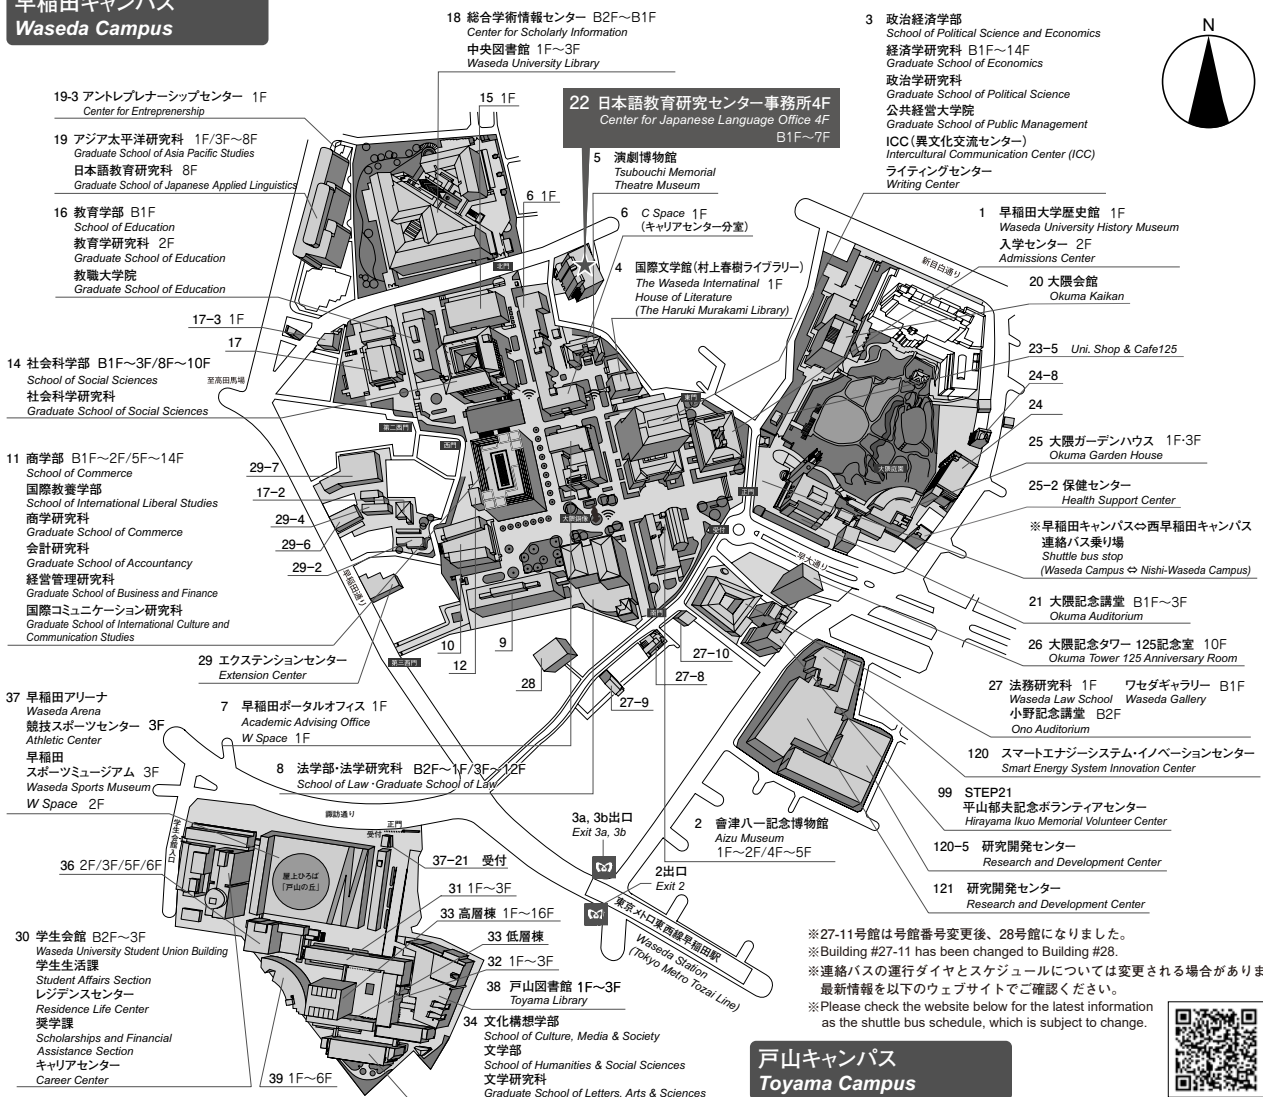 早稲田キャンパス
Waseda Campus
18 総合学術情報センター B2F～B1F
Center for Scholarly Information
中央図書館 1F～3F
Waseda University Library
3 政治経済学部
School of Political Science and Economics
経済学研究科 B1F～14F
Graduate School of Economics
政治学研究科
Graduate School of Political Science
公共経営大学院
Graduate School of Public Management
ICC(異文化交流センター)
Intercultural Communication Center (ICC)
ライティングセンター
Writing Center
N
19-3 アントレプレナーシップセンター 1F
Center for Entreprenership
15 1F
22 日本語教育研究センター事務所4F
Center for Japanese Language Office 4F
B1F～7F
19 アジア太平洋研究科 1F/3F～8F
Graduate School of Asia Pacific Studies
日本語教育研究科 8F
Graduate School of Japanese Applied Linguistics
5 演劇博物館
Tsubouchi Memorial
Theatre Museum
6 1F
16 教育学部 B1F
School of Education
教育学研究科 2F
Graduate School of Education
教職大学院
Graduate School of Education
6 C Space 1F
(キャリアセンター分室)
4 国際文学館(村上春樹ライブラリー)
The Waseda Internatinal 1F
House of Literature
(The Haruki Murakami Library)
1 早稲田大学歴史館 1F
Waseda University History Museum
入学センター 2F
Admissions Center
新目白通り
20 大隈会館
Okuma Kaikan
北門
17-3 1F
17
23-5 Uni. Shop & Cafe125
24-8
24
14 社会科学部 B1F～3F/8F～10F
School of Social Sciences
社会科学研究科
Graduate School of Social Sciences
至高田馬場
東門
第二西門
西門
25 大隈ガーデンハウス 1F・3F
Okuma Garden House
11 商学部 B1F～2F/5F～14F
School of Commerce
国際教養学部
School of International Liberal Studies
商学研究科
Graduate School of Commerce
会計研究科
Graduate School of Accountancy
経営管理研究科
Graduate School of Business and Finance
国際コミュニケーション研究科
Graduate School of International Culture and
Communication Studies
29-7
17-2
29-4
29-6
29-2
大隈庭園
正門
大隈銅像
受付
25-2 保健センター
Health Support Center
※早稲田キャンパス⇔西早稲田キャンパス
連絡バス乗り場
Shuttle bus stop
(Waseda Campus ⇔ Nishi-Waseda Campus)
早大通り
早稲田通り
21 大隈記念講堂 B1F～3F
Okuma Auditorium
南門
第三西門
10
12
9
28
27-10
27-8
27-9
26 大隈記念タワー 125記念室 10F
Okuma Tower 125 Anniversary Room
29 エクステンションセンター
Extension Center
27 法務研究科 1F ワセダギャラリー B1F
Waseda Law School Waseda Gallery
小野記念講堂 B2F
Ono Auditorium
37 早稲田アリーナ
Waseda Arena
競技スポーツセンター 3F
Athletic Center
早稲田
スポーツミュージアム 3F
Waseda Sports Museum
W Space 2F
7 早稲田ポータルオフィス 1F
Academic Advising Office
W Space 1F
120 スマートエナジーシステム・イノベーションセンター
Smart Energy System Innovation Center
8 法学部・法学研究科 B2F～1F/3F～12F
School of Law・Graduate School of Law
99 STEP21
平山郁夫記念ボランティアセンター
Hirayama Ikuo Memorial Volunteer Center
諏訪通り
正門
受付
学生会館入口
3a, 3b出口
Exit 3a, 3b
2 會津八一記念博物館
Aizu Museum
1F～2F/4F～5F
120-5 研究開発センター
Research and Development Center
36 2F/3F/5F/6F
屋上ひろば
「戸山の丘」
37-21 受付
2出口
Exit 2
121 研究開発センター
Research and Development Center
31 1F～3F
33 高層棟 1F～16F
33 低層棟
32 1F～3F
東京メトロ東西線早稲田駅
Waseda Station
(Tokyo Metro Tozai Line)
30 学生会館 B2F～3F
Waseda University Student Union Building
学生生活課
Student Affairs Section
レジデンスセンター
Residence Life Center
奨学課
Scholarships and Financial
Assistance Section
キャリアセンター
Career Center
38 戸山図書館 1F～3F
Toyama Library
34 文化構想学部
School of Culture, Media & Society
文学部
School of Humanities & Social Sciences
文学研究科
Graduate School of Letters, Arts & Sciences
39 1F～6F
※27-11号館は号館番号変更後、28号館になりました。
※Building #27-11 has been changed to Building #28.
※連絡バスの運行ダイヤとスケジュールについては変更される場合がありま
最新情報を以下のウェブサイトでご確認ください。
※Please check the website below for the latest information
as the shuttle bus schedule, which is subject to change.
戸山キャンパス
Toyama Campus